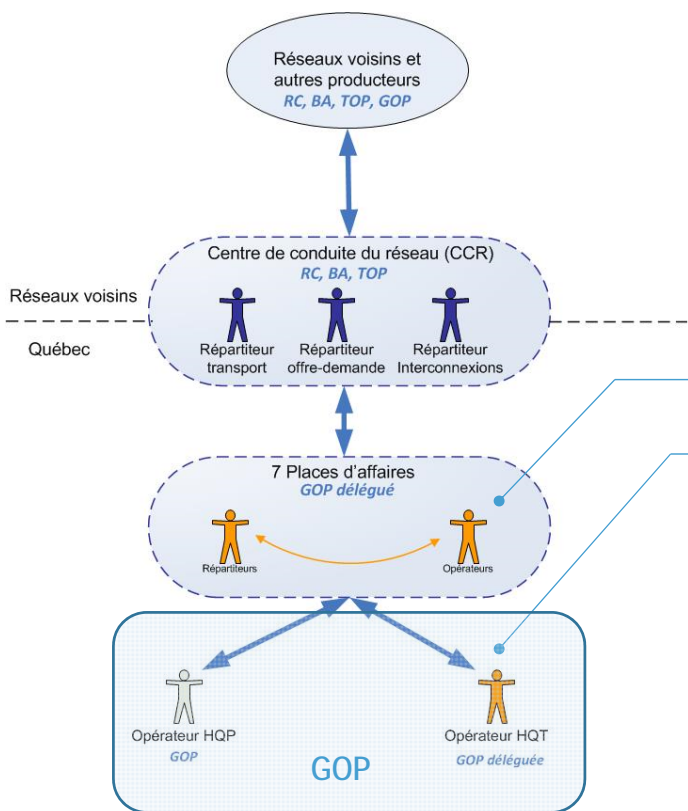 Réseaux voisins et
autres producteurs
RC, BA, TOP, GOP
Centre de conduite du réseau (CCR)
RC, BA, TOP
Réseaux voisins
Québec
Répartiteur
transport
Répartiteur
offre-demande
Répartiteur
Interconnexions
7 Places d'affaires
GOP délégué
Répartiteurs
Opérateurs
Opérateur HQP
GOP
Opérateur HQT
GOP déléguée
GOP